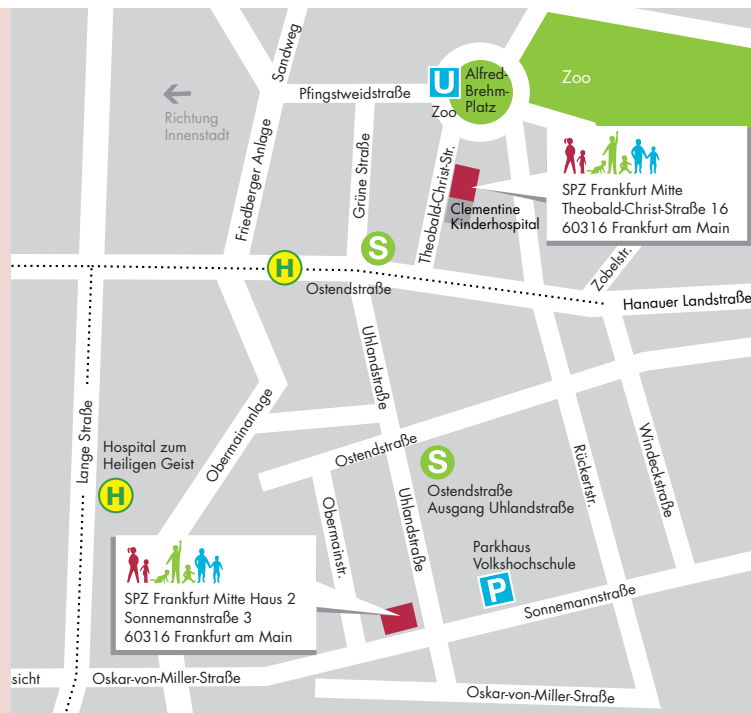 Sandweg
Pfingstweidstraße
U
Zoo
Alfred-
Brehm-
Platz
Zoo
Richtung
Innenstadt
Friedberger Anlage
Grüne Straße
Theobald-Christ-Str.
Clementine
Kinderhospital
SPZ Frankfurt Mitte
Theobald-Christ-Straße 16
60316 Frankfurt am Main
S
H
Ostendstraße
Zobelstr.
Hanauer Landstraße
Uhlandstraße
Lange Straße
Hospital zum
Heiligen Geist
H
Obermainanlage
Ostendstraße
S
Ostendstraße
Ausgang Uhlandstraße
Rückertstr.
Windeckstraße
Obermainstr.
Uhlandstraße
Parkhaus
Volkshochschule
P
Sonnemannstraße
SPZ Frankfurt Mitte Haus 2
Sonnemannstraße 3
60316 Frankfurt am Main
sicht
Oskar-von-Miller-Straße
Oskar-von-Miller-Straße